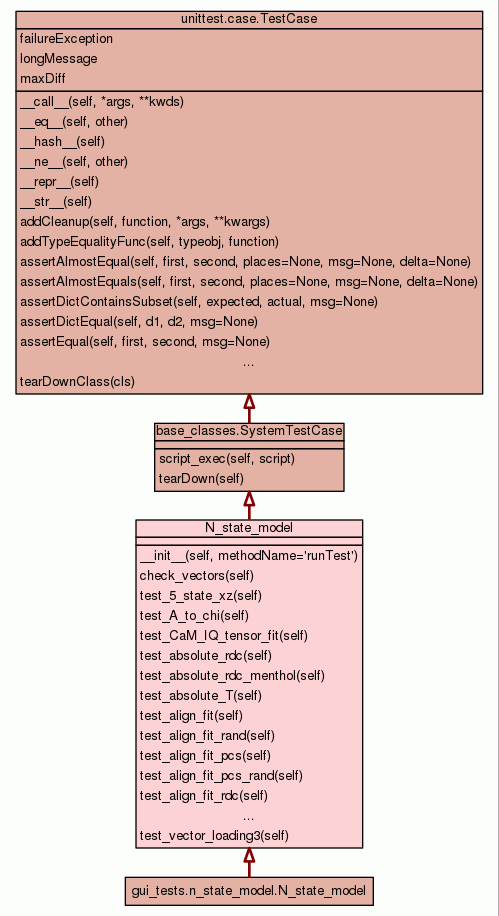 unittest.case.TestCase
failureException
longMessage
maxDiff
__call__(self, *args, **kwds)
__eq__(self, other)
__hash__(self)
__ne__(self, other)
__repr__(self)
__str__(self)
addCleanup(self, function, *args, **kwargs)
addTypeEqualityFunc(self, typeobj, function)
assertAlmostEqual(self, first, second, places=None, msg=None, delta=None)
assertAlmostEquals(self, first, second, places=None, msg=None, delta=None)
assertDictContainsSubset(self, expected, actual, msg=None)
assertDictEqual(self, d1, d2, msg=None)
assertEqual(self, first, second, msg=None)
...
tearDownClass(cls)
base_classes.SystemTestCase
script_exec(self, script)
tearDown(self)
N_state_model
__init__(self, methodName='runTest')
check_vectors(self)
test_5_state_xz(self)
test_A_to_chi(self)
test_CaM_IQ_tensor_fit(self)
test_absolute_rdc(self)
test_absolute_rdc_menthol(self)
test_absolute_T(self)
test_align_fit(self)
test_align_fit_rand(self)
test_align_fit_pcs(self)
test_align_fit_pcs_rand(self)
test_align_fit_rdc(self)
...
test_vector_loading3(self)
gui_tests.n_state_model.N_state_model